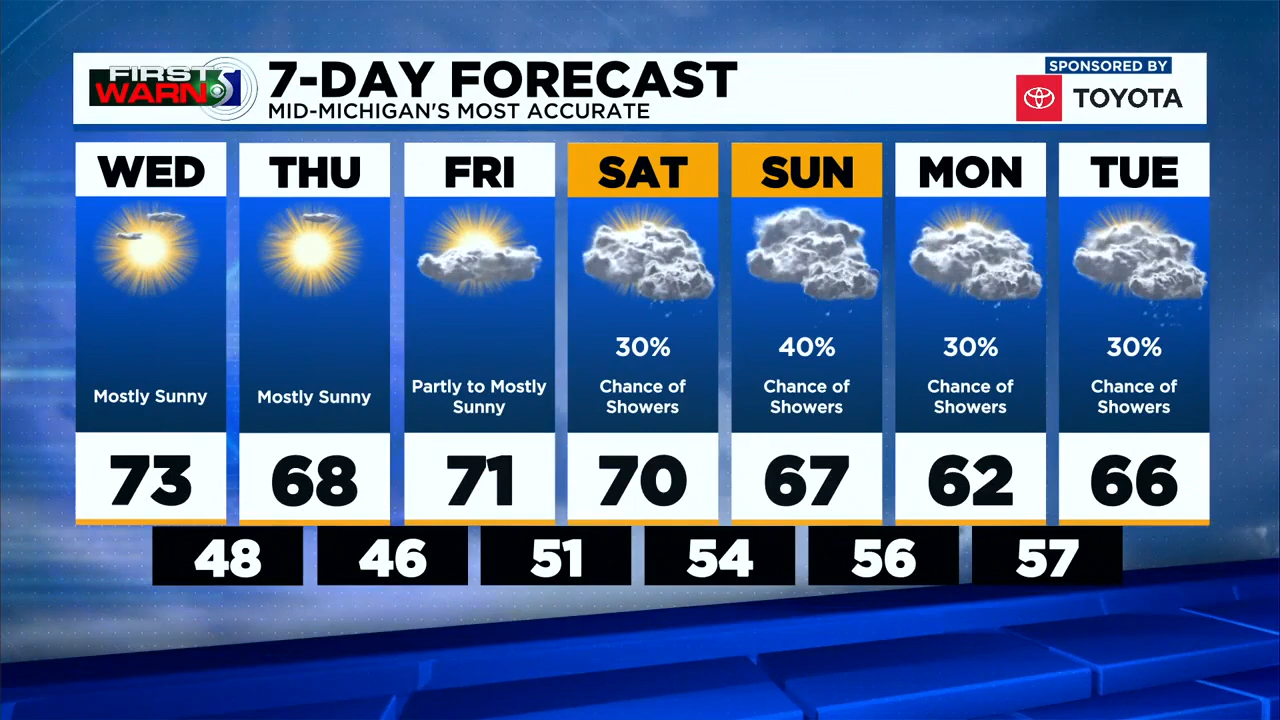 FIRST
WARN 5
7-DAY FORECAST
MID-MICHIGAN'S MOST ACCURATE
SPONSORED BY
TOYOTA
WED
THU
FRI
SAT
SUN
MON
TUE
30%
40%
30%
30%
Mostly Sunny
Mostly Sunny
Partly to Mostly
Sunny
Chance of
Showers
Chance of
Showers
Chance of
Showers
Chance of
Showers
73
68
71
70
67
62
66
48
46
51
54
56
57